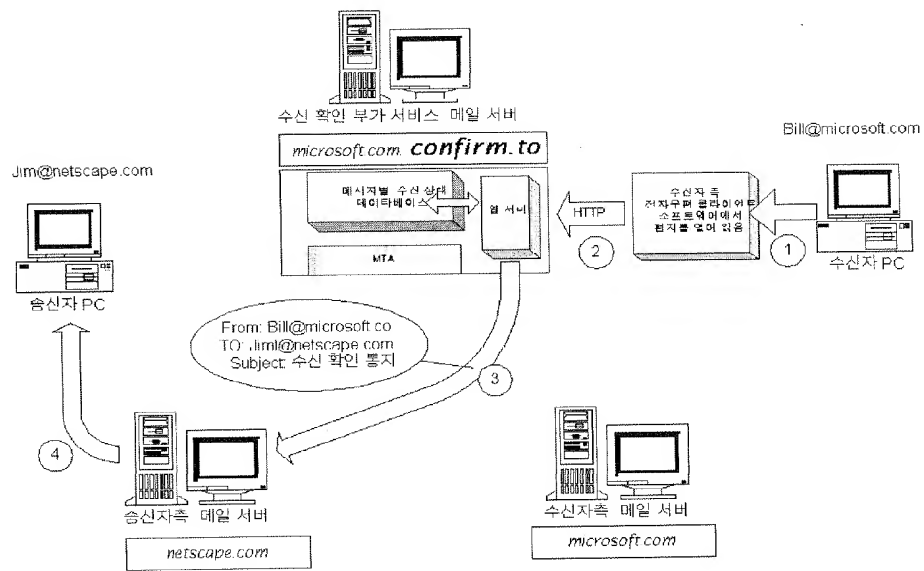 수신 확인 부가 서비스 메일 서버
microsoft.com. confirm.to
Bill@microsoft.com
Jim@netscape.com
메시지별 수신 상태
데이타베이스
웹 서버
HTTP
수신자 측
전자우편 클라이언트
소프트웨어에서
편지를 열어 읽음
1
2
MTA
수신자 PC
송신자 PC
From: Bill@microsoft.co
TO: Jiml@netscape.com
Subject: 수신 확인 통지
3
4
송신자측 메일 서버
수신자측 메일 서버
netscape.com
microsoft.com